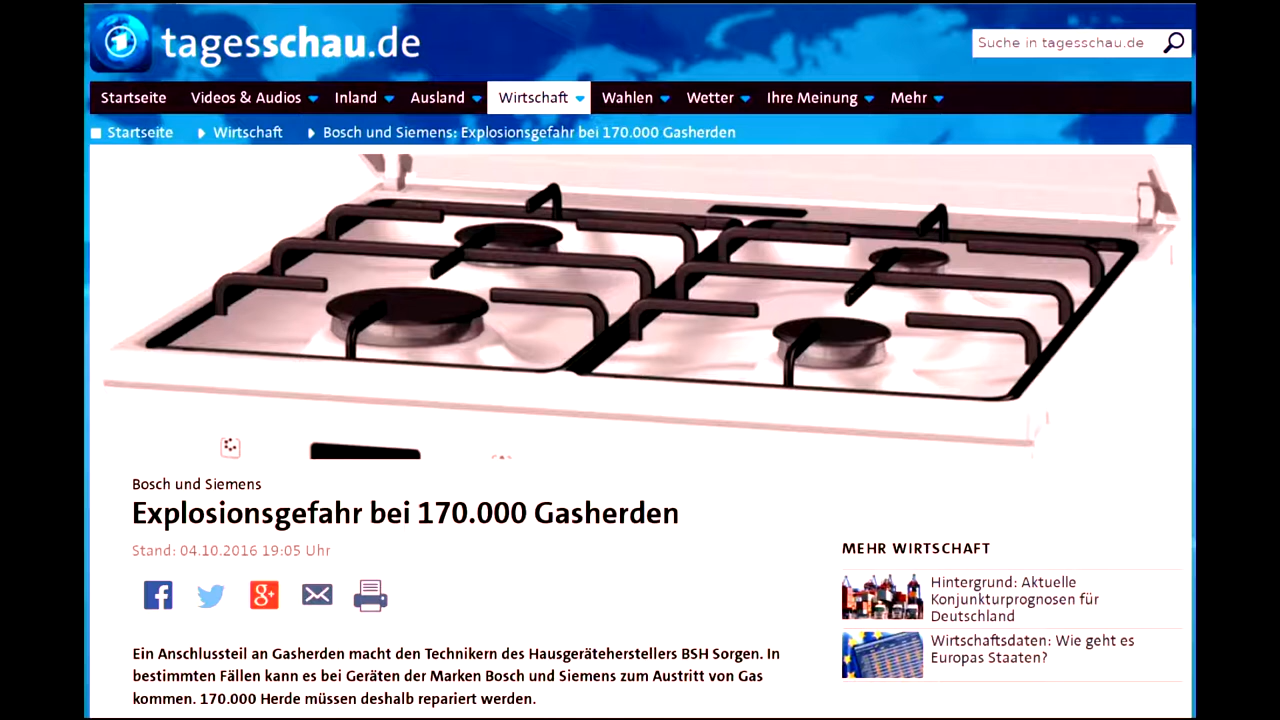 tagesschau.de
Suche in tagesschau.de
Startseite Videos & Audios Inland Ausland Wirtschaft Wahlen Wetter Ihre Meinung Mehr
Startseite Wirtschaft Bosch und Siemens: Explosionsgefahr bei 170.000 Gasherden
Bosch und Siemens
Explosionsgefahr bei 170.000 Gasherden
Stand: 04.10.2016 19:05 Uhr
Ein Anschlussteil an Gasherden macht den Technikern des Hausgeräteherstellers BSH Sorgen. In
bestimmten Fällen kann es bei Geräten der Marken Bosch und Siemens zum Austritt von Gas
kommen. 170.000 Herde müssen deshalb repariert werden.
MEHR WIRTSCHAFT
Hintergrund: Aktuelle
Konjunkturprognosen für
Deutschland
Wirtschaftsdaten: Wie geht es
Europas Staaten?